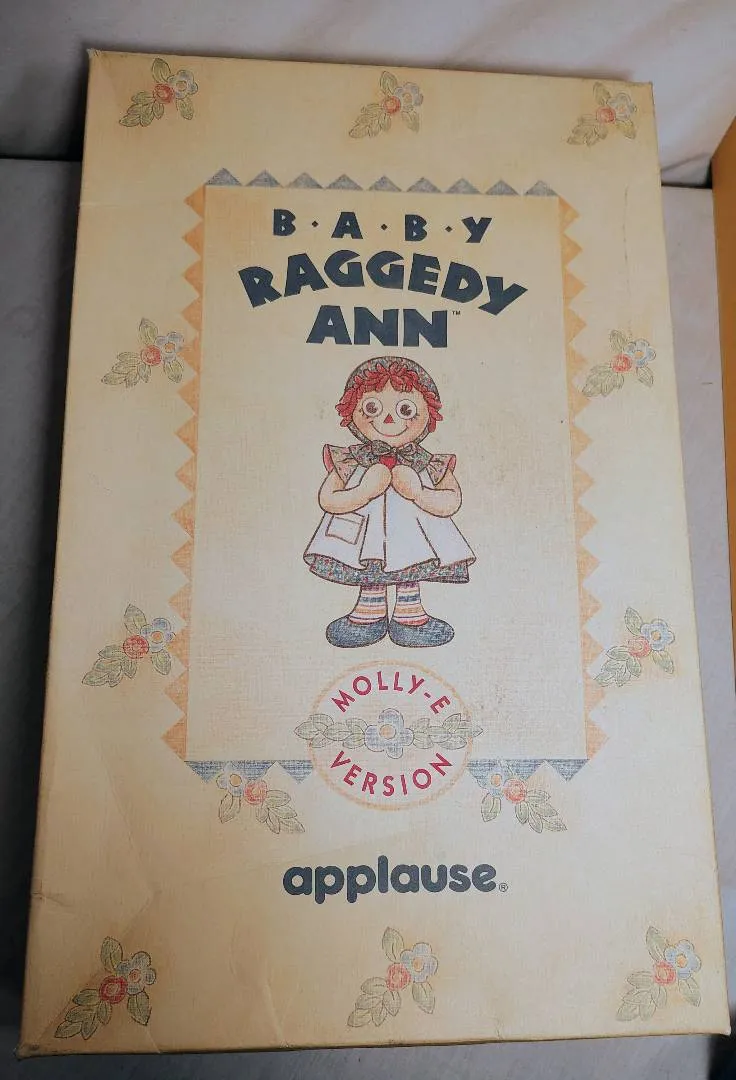 B·A·B·Y
RAGGEDY
ANN™
MOLLY-E
VERSION
applause®